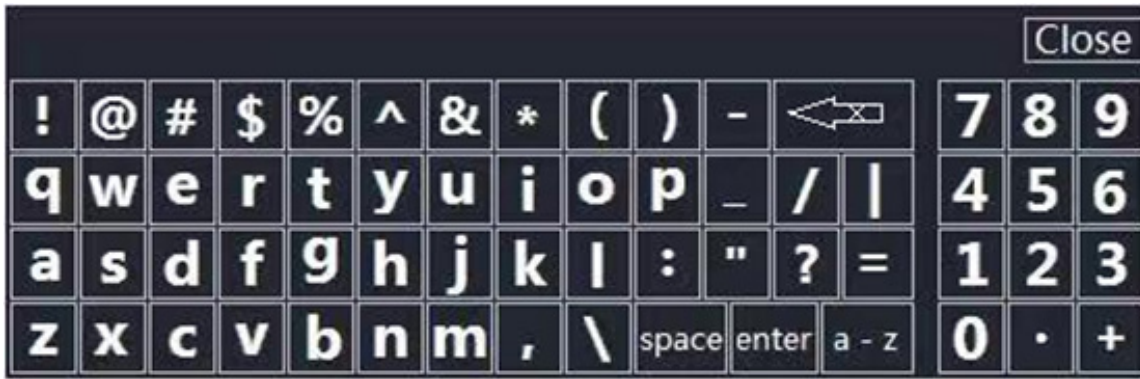 Close
! @ # $ % ^ & * ( ) - 7 8 9
q w e r t y u i o p _ / | 4 5 6
a s d f g h j k l : " ? = 1 2 3
z x c v b n m , \ space enter a - z 0 . +